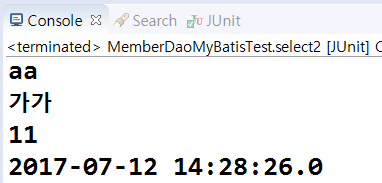 Console Search JUnit
<terminated> MemberDaoMyBatisTest.select2 [JUnit] C
aa
가가
11
2017-07-12 14:28:26.0